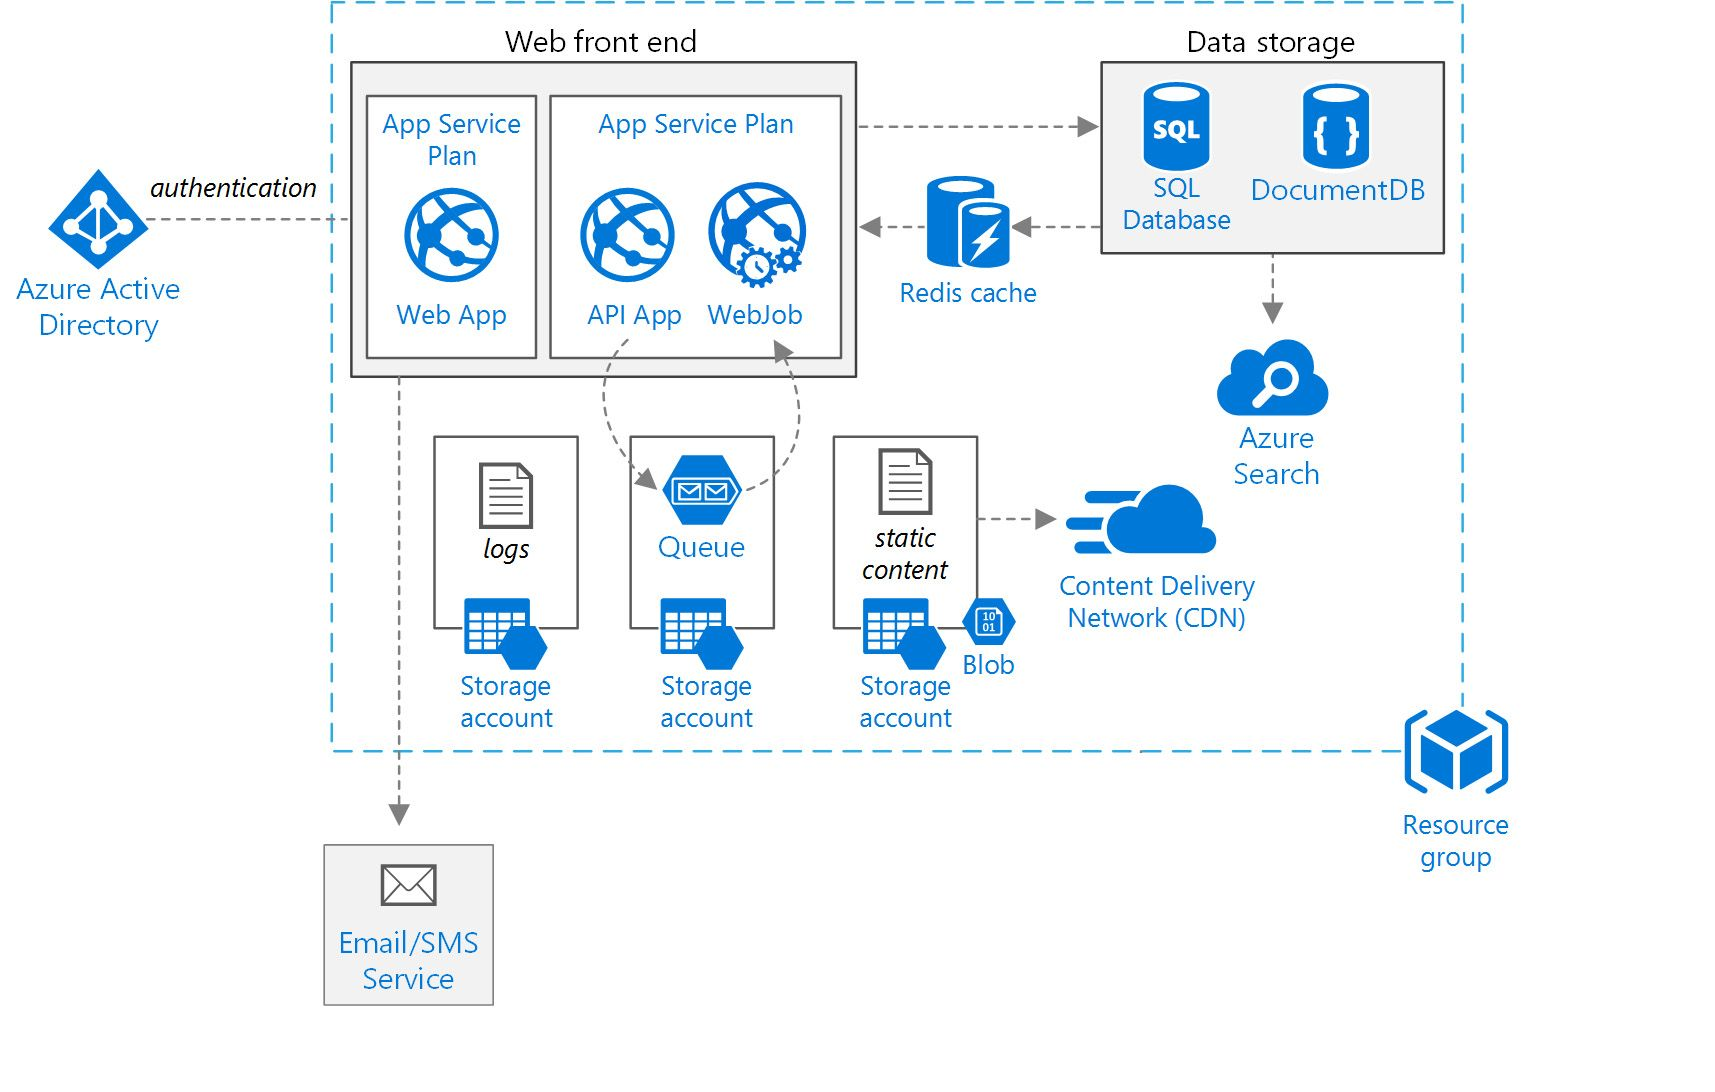 Web front end
Data storage
App Service
Plan
App Service Plan
SQL
{ }
authentication
SQL
Database
DocumentDB
Azure Active
Directory
Web App
API App
WebJob
Redis cache
Azure
Search
logs
Queue
static
content
Content Delivery
Network (CDN)
10
01
Blob
Storage
account
Storage
account
Storage
account
Resource
group
Email/SMS
Service